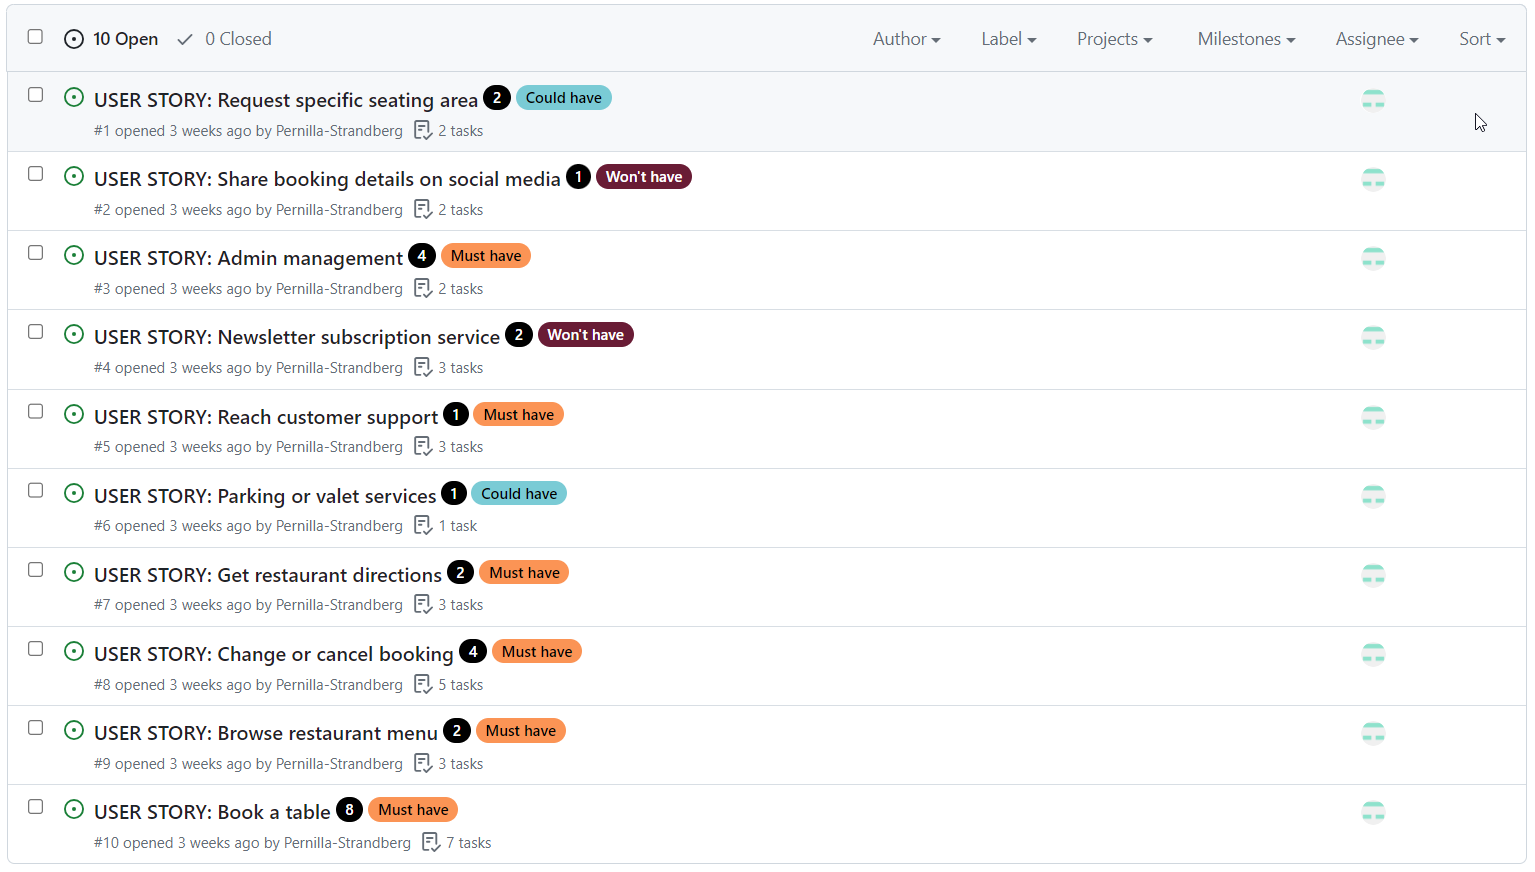 10 Open 0 Closed Author Label Projects Milestones Assignee Sort
USER STORY: Request specific seating area 2 Could have
#1 opened 3 weeks ago by Pernilla-Strandberg 2 tasks
USER STORY: Share booking details on social media 1 Won't have
#2 opened 3 weeks ago by Pernilla-Strandberg 2 tasks
USER STORY: Admin management 4 Must have
#3 opened 3 weeks ago by Pernilla-Strandberg 2 tasks
USER STORY: Newsletter subscription service 2 Won't have
#4 opened 3 weeks ago by Pernilla-Strandberg 3 tasks
USER STORY: Reach customer support 1 Must have
#5 opened 3 weeks ago by Pernilla-Strandberg 3 tasks
USER STORY: Parking or valet services 1 Could have
#6 opened 3 weeks ago by Pernilla-Strandberg 1 task
USER STORY: Get restaurant directions 2 Must have
#7 opened 3 weeks ago by Pernilla-Strandberg 3 tasks
USER STORY: Change or cancel booking 4 Must have
#8 opened 3 weeks ago by Pernilla-Strandberg 5 tasks
USER STORY: Browse restaurant menu 2 Must have
#9 opened 3 weeks ago by Pernilla-Strandberg 3 tasks
USER STORY: Book a table 8 Must have
#10 opened 3 weeks ago by Pernilla-Strandberg 7 tasks